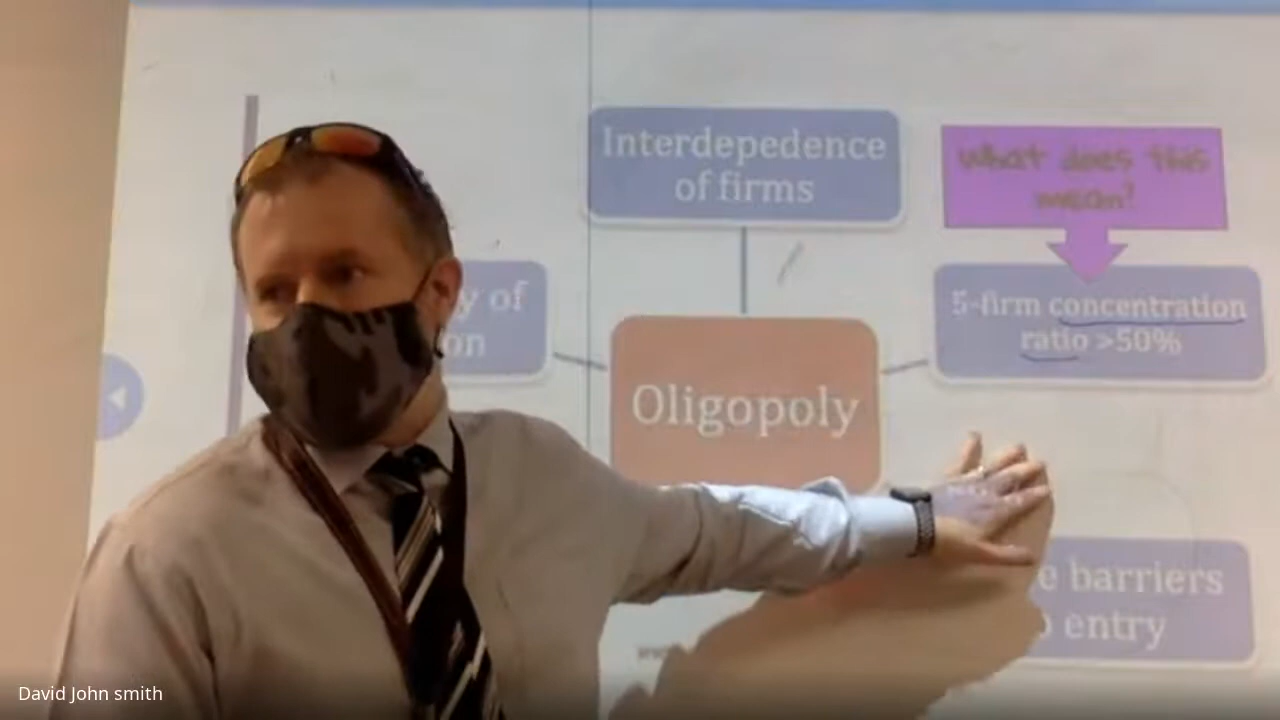 Interdepedence
of firms
What does this
mean?
y of
on
5-firm concentration
ratio >50%
Oligopoly
e barriers
entry
David John smith